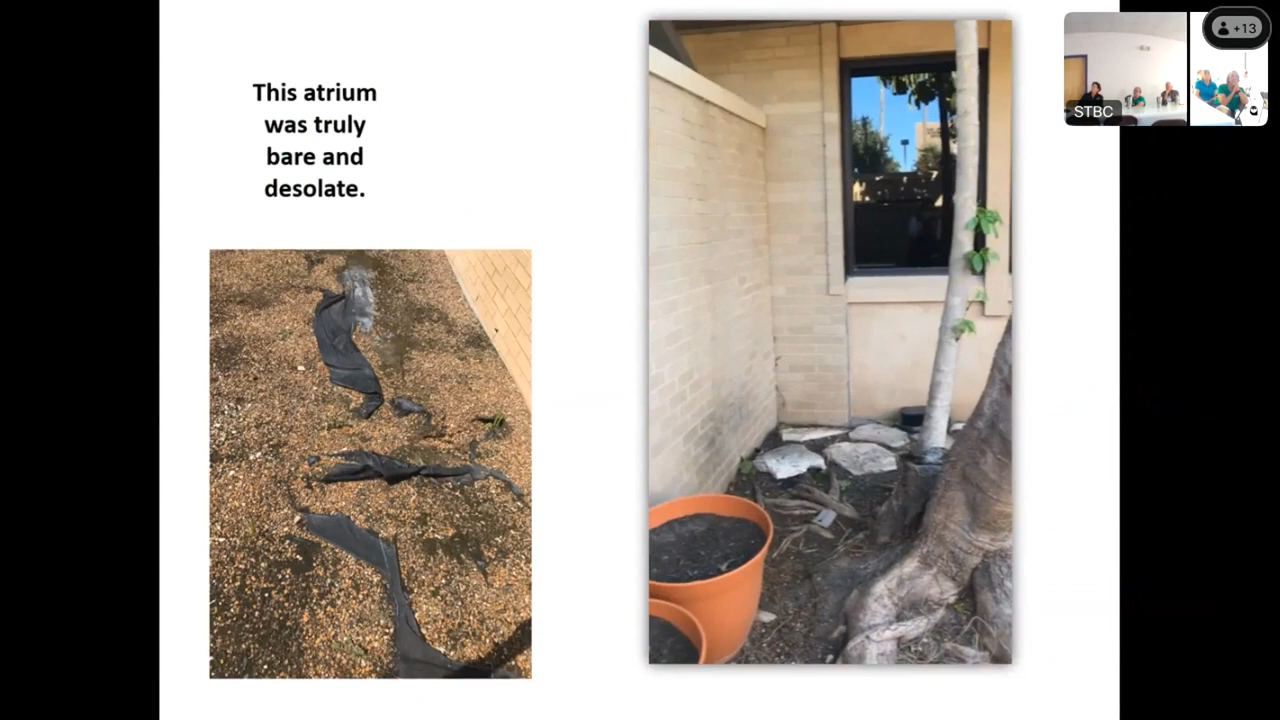 This atrium
was truly
bare and
desolate.
+13
STBC